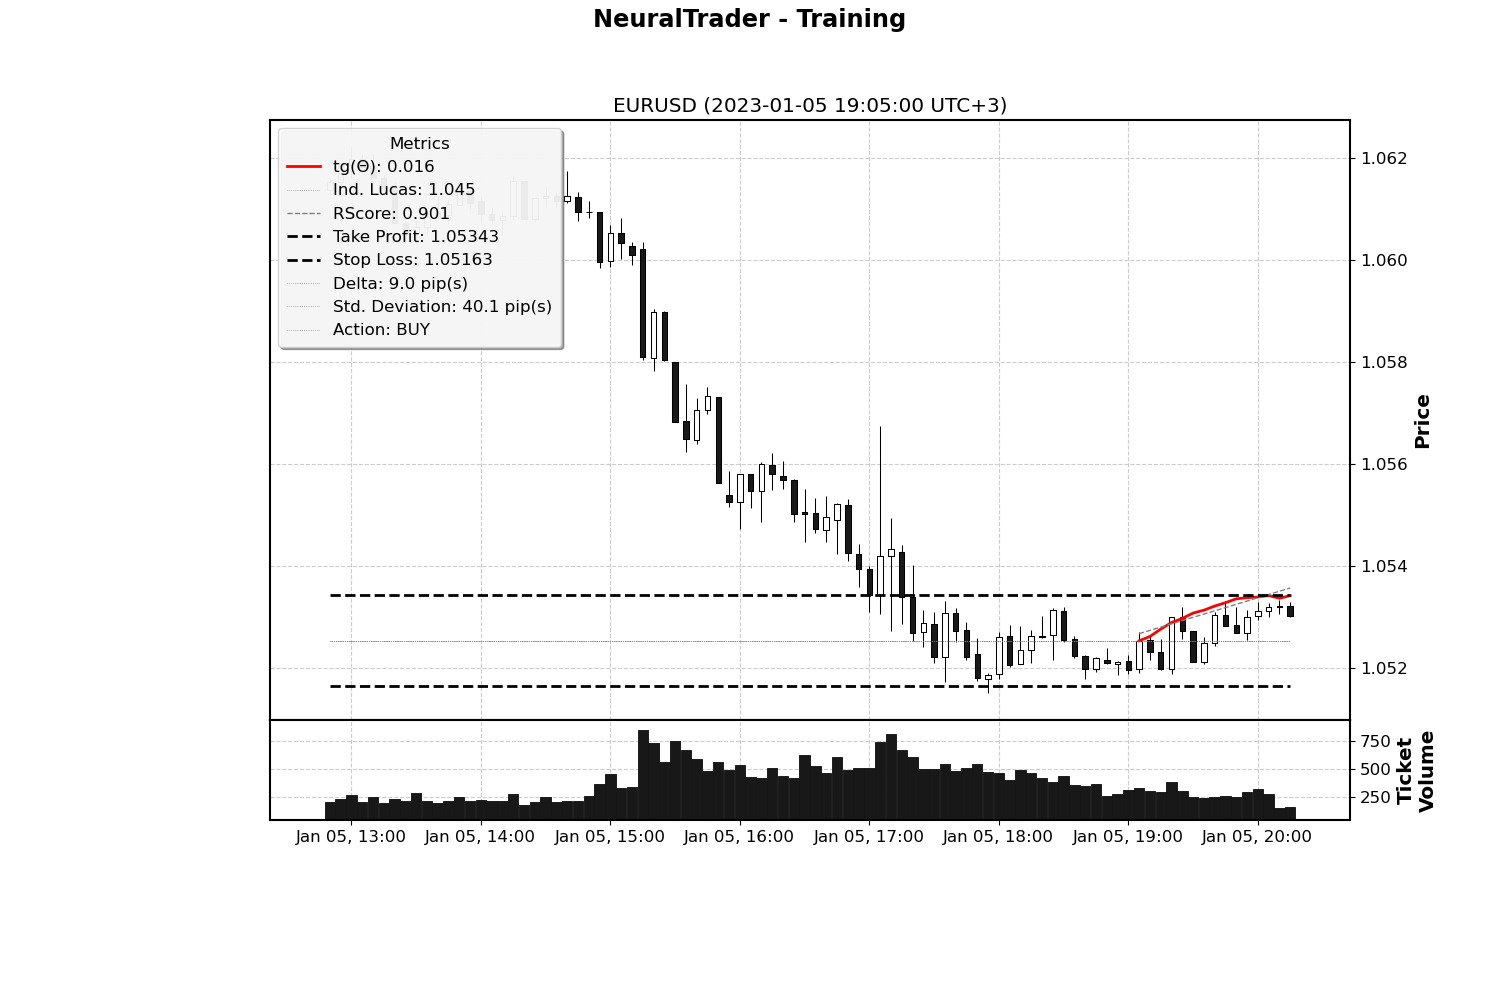 NeuralTrader - Training
EURUSD (2023-01-05 19:05:00 UTC+3)
Metrics
tg(Θ): 0.016
Ind. Lucas: 1.045
RScore: 0.901
Take Profit: 1.05343
Stop Loss: 1.05163
Delta: 9.0 pip(s)
Std. Deviation: 40.1 pip(s)
Action: BUY
1.062
1.060
1.058
1.056
1.054
1.052
Price
750
500
250
Ticket
Volume
Jan 05, 13:00
Jan 05, 14:00
Jan 05, 15:00
Jan 05, 16:00
Jan 05, 17:00
Jan 05, 18:00
Jan 05, 19:00
Jan 05, 20:00